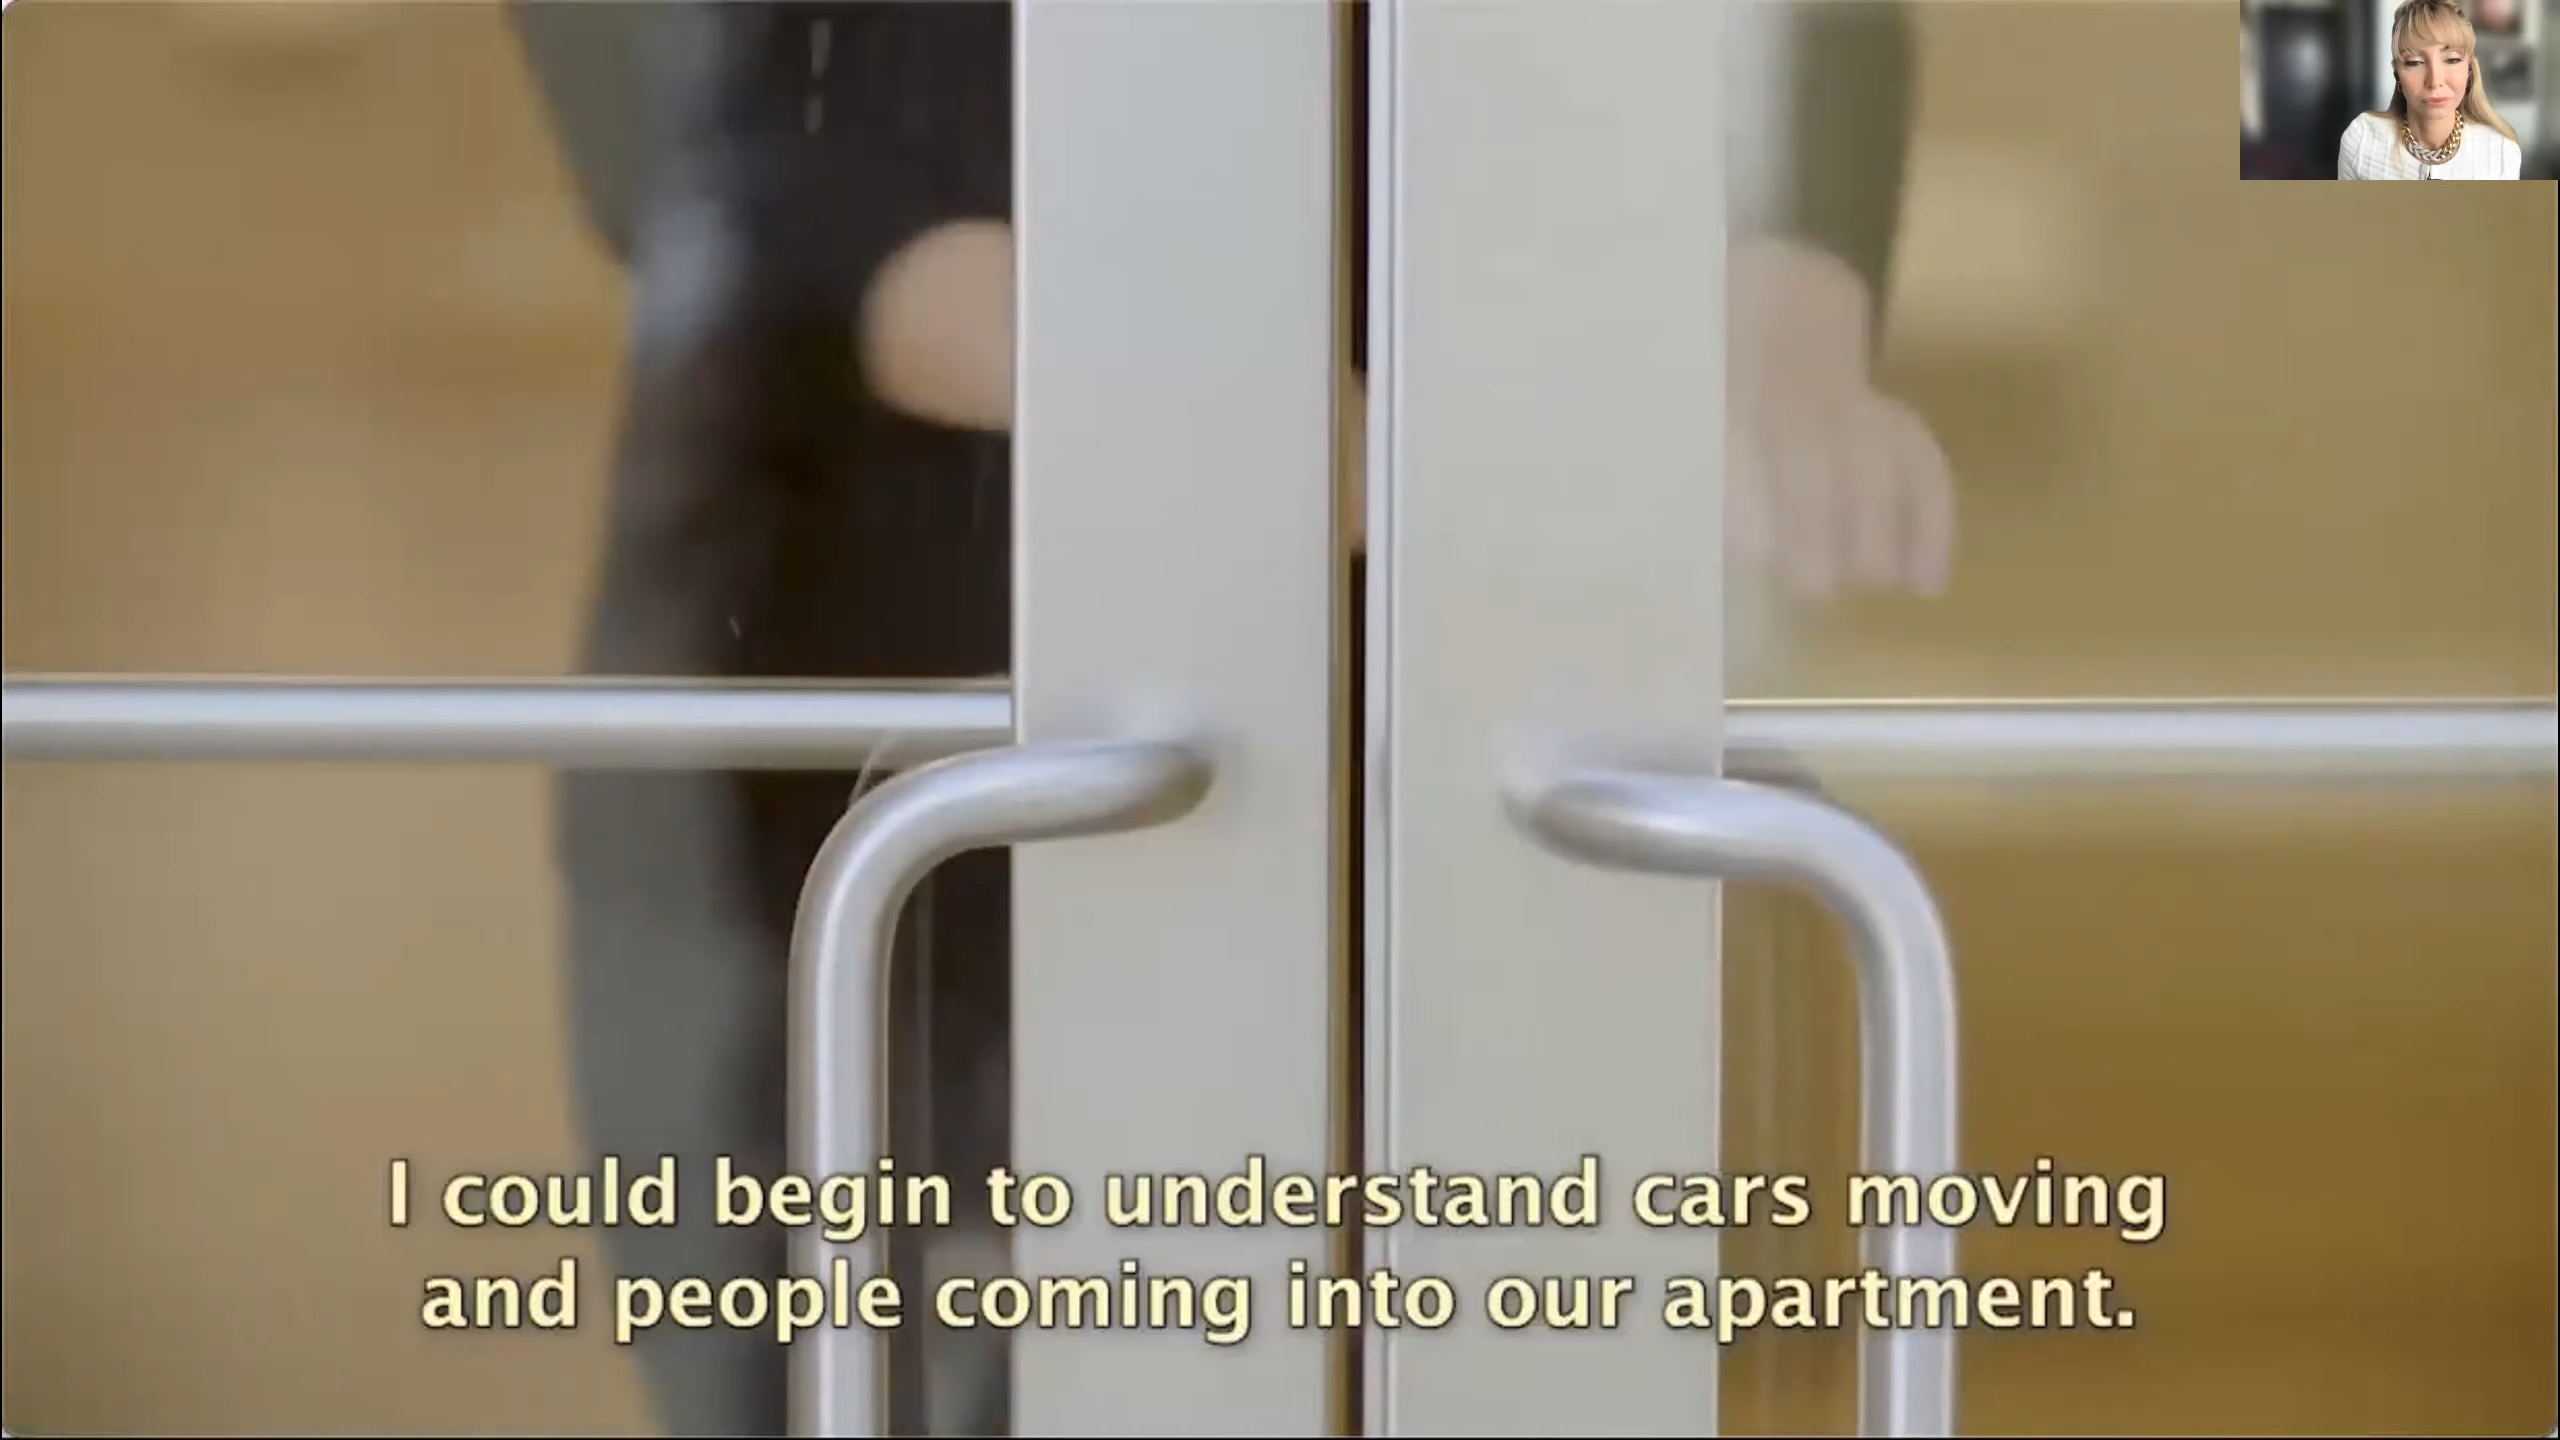 I could begin to understand cars moving
and people coming into our apartment.